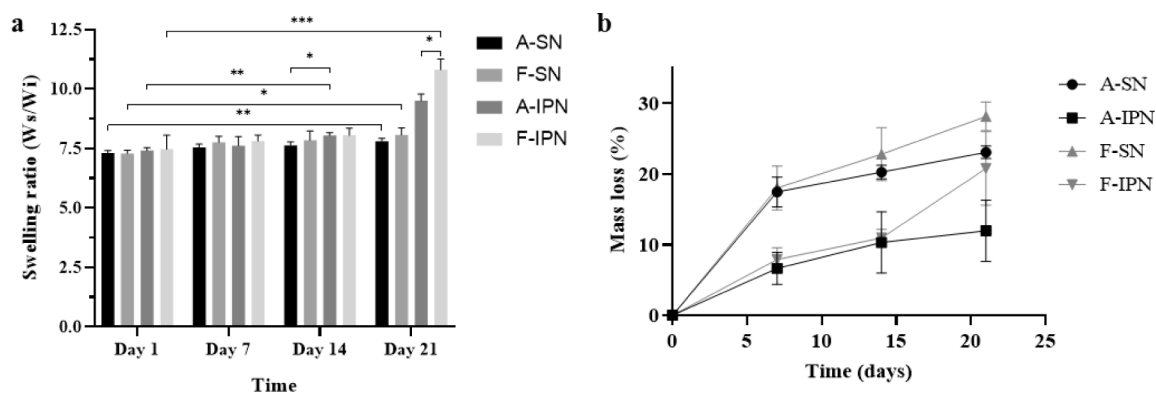 a
Swelling ratio (Ws/Wi)
12.5
10.0
7.5
5.0
2.5
0.0
***
*
*
**
*
**
Day 1 Day 7 Day 14 Day 21
Time
A-SN
F-SN
A-IPN
F-IPN
b
Mass loss (%)
30
20
10
0
0 5 10 15 20 25
Time (days)
A-SN
A-IPN
F-SN
F-IPN